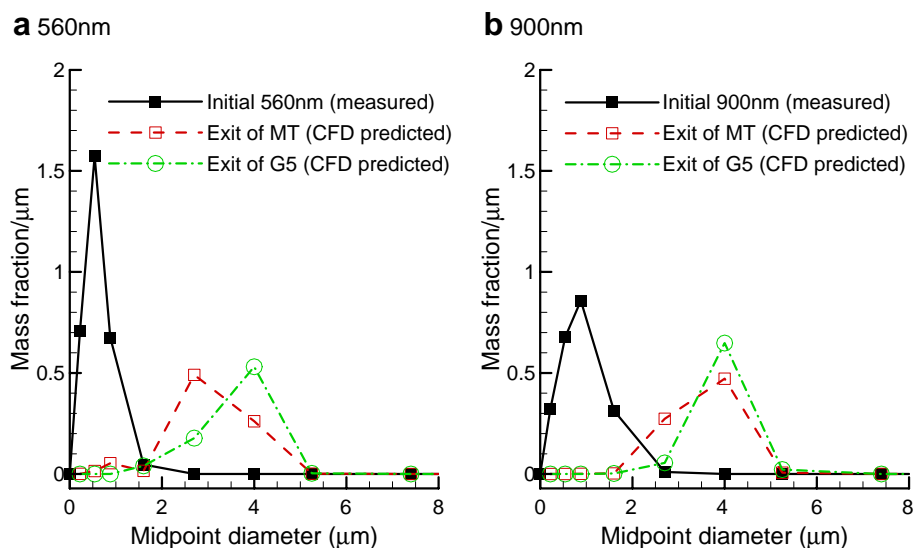 a 560nm
Mass fraction/μm
2
1.5
1
0.5
0
Initial 560nm (measured)
Exit of MT (CFD predicted)
Exit of G5 (CFD predicted)
0 2 4 6 8
Midpoint diameter (μm)
b 900nm
Mass fraction/μm
2
1.5
1
0.5
0
Initial 900nm (measured)
Exit of MT (CFD predicted)
Exit of G5 (CFD predicted)
0 2 4 6 8
Midpoint diameter (μm)